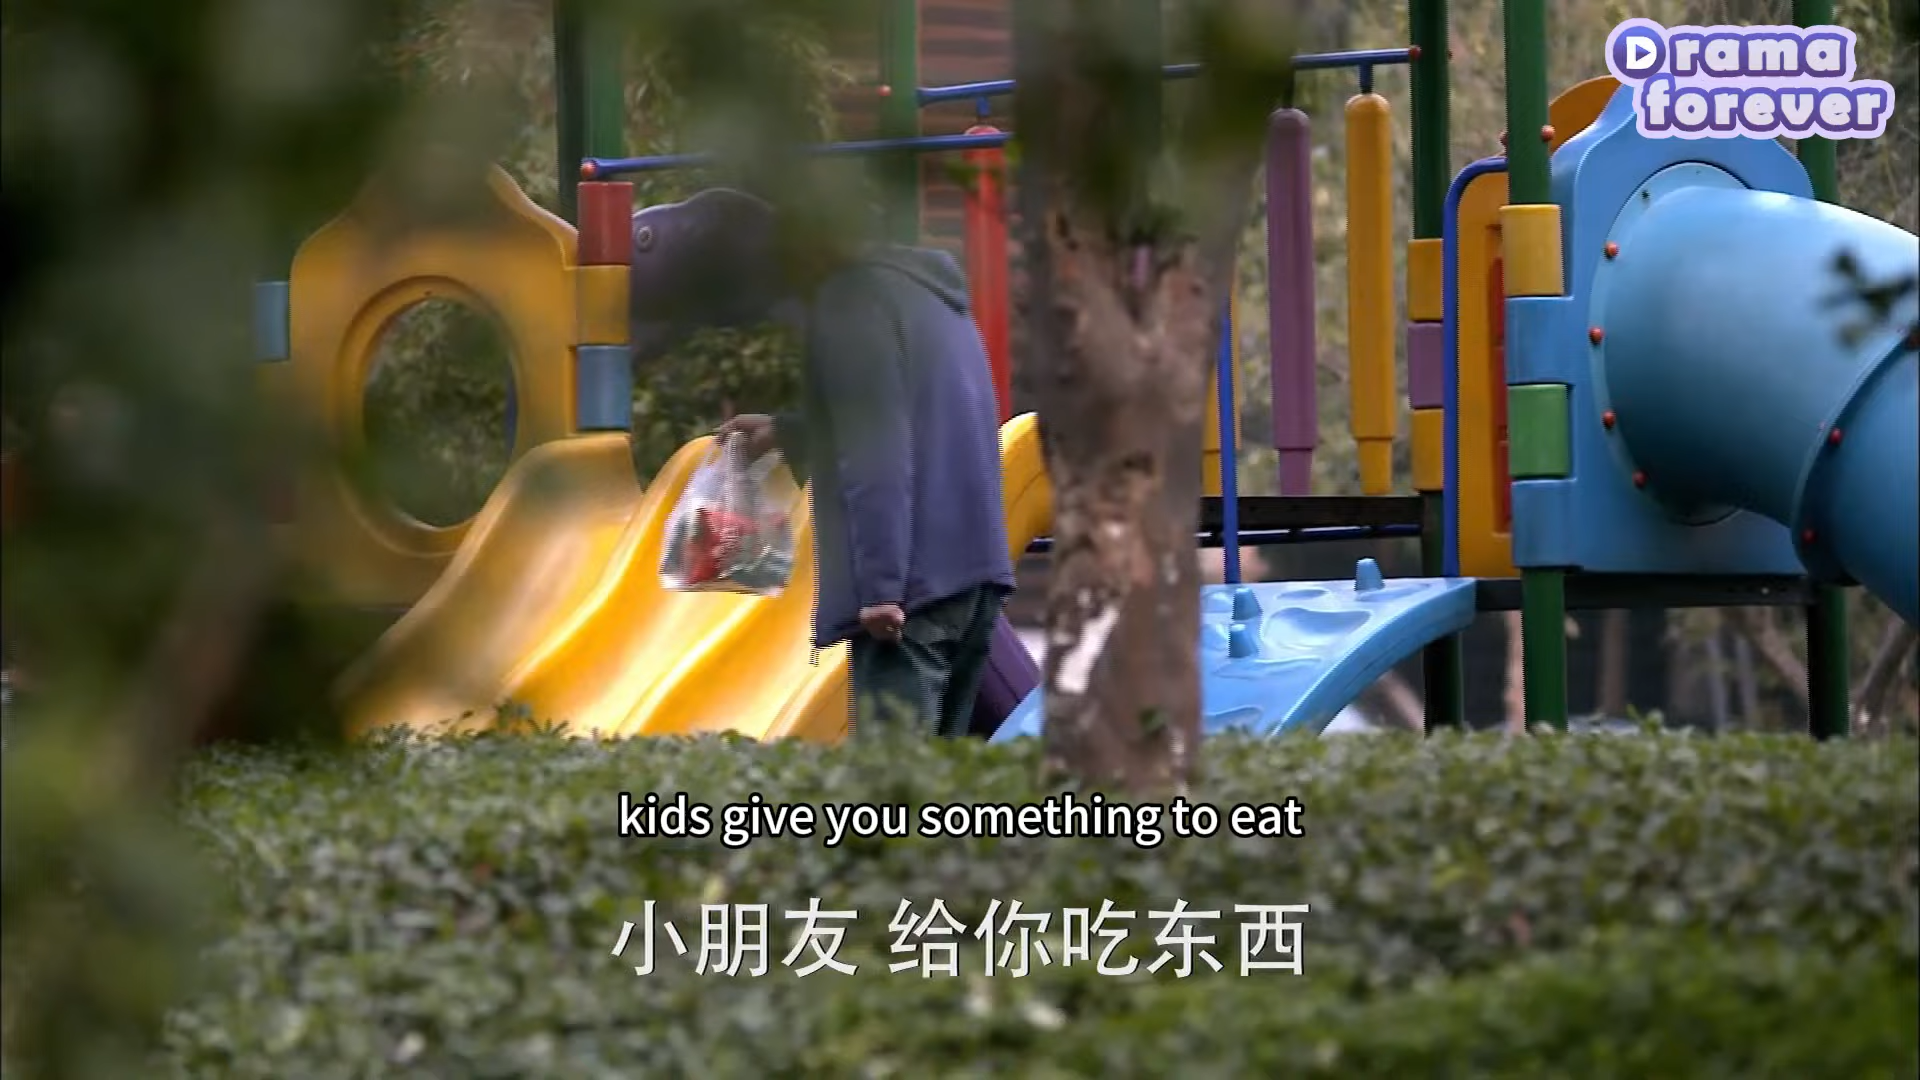 Drama
forever
kids give you something to eat
小朋友 给你吃东西